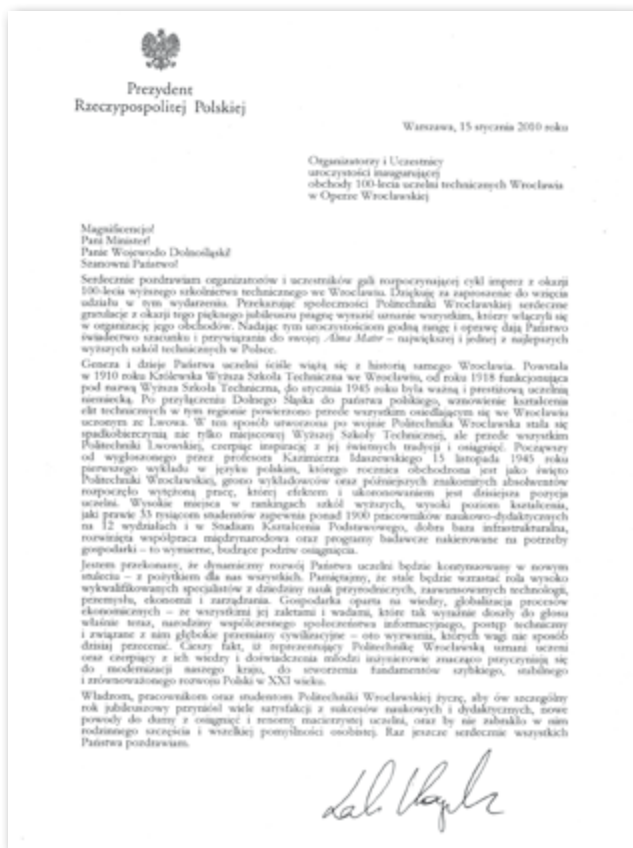 Prezydent
Rzeczypospolitej Polskiej
Warszawa, 15 stycznia 2010 roku
Organizatorzy i Uczestnicy
uroczystości inaugurującej
obchody 100-lecia uczelni technicznych Wrocławia
w Operze Wrocławskiej
Magnificencjo!
Pani Minister!
Panie Wojewodo Dolnośląski!
Szanowni Państwo!
Serdecznie pozdrawiam organizatorów i uczestników gali rozpoczynającej cykl imprez z okazji
100-lecia wyższego szkolnictwa technicznego we Wrocławiu. Dziękuję za zaproszenie do wzięcia
udziału w tym wydarzeniu. Przekazując społeczności Politechniki Wrocławskiej serdeczne
gratulacje z okazji tego pięknego jubileuszu pragnę wyrazić uznanie wszystkim, którzy włączyli się
w organizację jego obchodów. Nadając tym uroczystościom godną rangę i oprawę dają Państwo
świadectwo szacunku i przywiązania do swojej Alma Mater – największej i jednej z najlepszych
wyższych szkół technicznych w Polsce.
Geneza i dzieje Państwa uczelni ściśle wiążą się z historią samego Wrocławia. Powstała
w 1910 roku Królewska Wyższa Szkoła Techniczna we Wrocławiu, od roku 1918 funkcjonująca
pod nazwą Wyższa Szkoła Techniczna, do stycznia 1945 roku była ważną i prestiżową uczelnią
niemiecką. Po przyłączeniu Dolnego Śląska do państwa polskiego, wznowienie kształcenia
elit technicznych w tym regionie powierzono przede wszystkim osiedlającym się we Wrocławiu
uczonym ze Lwowa. W ten sposób utworzona po wojnie Politechnika Wrocławska stała się
spadkobierczynią nie tylko miejscowej Wyższej Szkoły Technicznej, ale przede wszystkim
Politechniki Lwowskiej, czerpiąc inspirację z jej świetnych tradycji i osiągnięć. Począwszy
od wygłoszonego przez profesora Kazimierza Idaszewskiego 15 listopada 1945 roku
pierwszego wykładu w języku polskim, którego rocznica obchodzona jest jako święto
Politechniki Wrocławskiej, grono wykładowców oraz późniejszych znakomitych absolwentów
rozpoczęło wytężoną pracę, której efektem i ukoronowaniem jest dzisiejsza pozycja
uczelni. Wysokie miejsca w rankingach szkół wyższych, wysoki poziom kształcenia,
jaki prawie 33 tysiącom studentów zapewnia ponad 1900 pracowników naukowo-dydaktycznych
na 12 wydziałach i w Studium Kształcenia Podstawowego, dobra baza infrastrukturalna,
rozwinięta współpraca międzynarodowa oraz programy badawcze nakierowane na potrzeby
gospodarki – to wymierne, budzące podziw osiągnięcia.
Jestem przekonany, że dynamiczny rozwój Państwa uczelni będzie kontynuowany w nowym
stuleciu – z pożytkiem dla nas wszystkich. Pamiętajmy, że stale będzie wzrastać rola wysoko
wykwalifikowanych specjalistów z dziedziny nauk przyrodniczych, zaawansowanych technologii,
przemysłu, ekonomii i zarządzania. Gospodarka oparta na wiedzy, globalizacja procesów
ekonomicznych – ze wszystkimi jej zaletami i wadami, które tak wyraźnie doszły do głosu
właśnie teraz, narodziny współczesnego społeczeństwa informacyjnego, postęp techniczny
i związane z nim głębokie przemiany cywilizacyjne – oto wyzwania, których wagi nie sposób
dzisiaj przecenić. Cieszy fakt, iż reprezentujący Politechnikę Wrocławską uznani uczeni
oraz czerpiący z ich wiedzy i doświadczenia młodzi inżynierowie znacząco przyczyniają się
do modernizacji naszego kraju, do stworzenia fundamentów szybkiego, stabilnego
i zrównoważonego rozwoju Polski w XXI wieku.
Władzom, pracownikom oraz studentom Politechniki Wrocławskiej życzę, aby ów szczególny
rok jubileuszowy przyniósł wiele satysfakcji z sukcesów naukowych i dydaktycznych, nowe
powody do dumy z osiągnięć i renomy macierzystej uczelni, oraz by nie zabrakło w nim
rodzinnego szczęścia i wszelkiej pomyślności osobistej. Raz jeszcze serdecznie wszystkich
Państwa pozdrawiam.